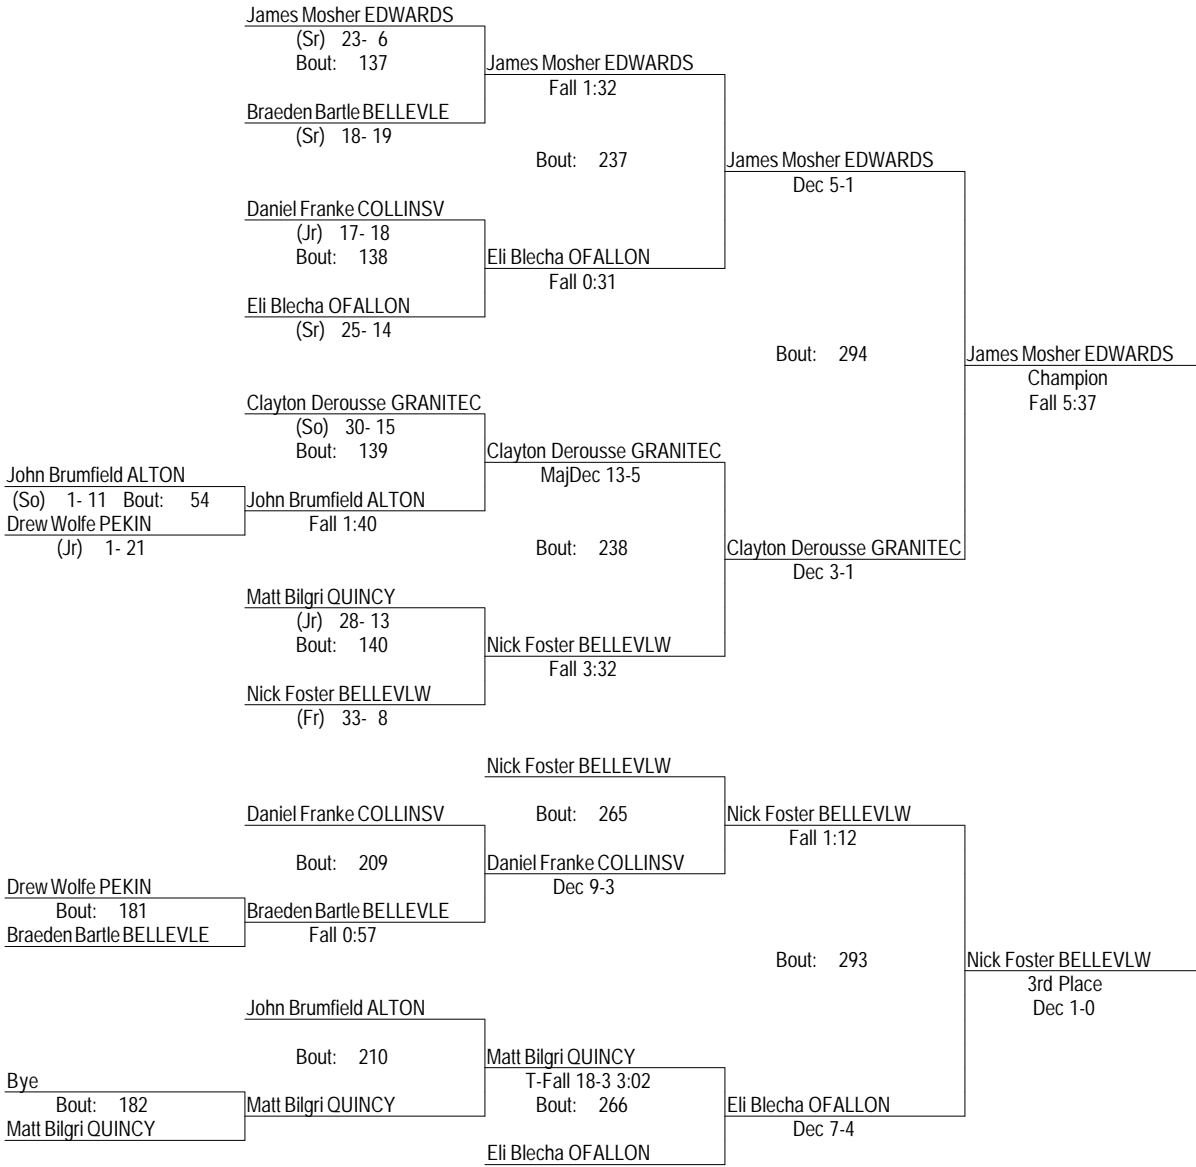 James Mosher EDWARDS
(Sr) 23- 6
Bout: 137
James Mosher EDWARDS
Fall 1:32
Braeden Bartle BELLEVLE
(Sr) 18- 19
Bout: 237
James Mosher EDWARDS
Dec 5-1
Daniel Franke COLLINSV
(Jr) 17- 18
Bout: 138
Eli Blecha OFALLON
Fall 0:31
Eli Blecha OFALLON
(Sr) 25- 14
Bout: 294
James Mosher EDWARDS
Champion
Fall 5:37
Clayton Derousse GRANITEC
(So) 30- 15
Bout: 139
Clayton Derousse GRANITEC
MajDec 13-5
John Brumfield ALTON
(So) 1- 11 Bout: 54
John Brumfield ALTON
Fall 1:40
Drew Wolfe PEKIN
(Jr) 1- 21
Bout: 238
Clayton Derousse GRANITEC
Dec 3-1
Matt Bilgri QUINCY
(Jr) 28- 13
Bout: 140
Nick Foster BELLEVLW
Fall 3:32
Nick Foster BELLEVLW
(Fr) 33- 8
Nick Foster BELLEVLW
Daniel Franke COLLINSV
Bout: 265
Nick Foster BELLEVLW
Fall 1:12
Bout: 209
Daniel Franke COLLINSV
Dec 9-3
Drew Wolfe PEKIN
Bout: 181
Braeden Bartle BELLEVLE
Fall 0:57
Braeden Bartle BELLEVLE
Bout: 293
Nick Foster BELLEVLW
3rd Place
Dec 1-0
John Brumfield ALTON
Bout: 210
Matt Bilgri QUINCY
T-Fall 18-3 3:02
Bye
Bout: 182
Matt Bilgri QUINCY
Bout: 266
Eli Blecha OFALLON
Dec 7-4
Matt Bilgri QUINCY
Eli Blecha OFALLON